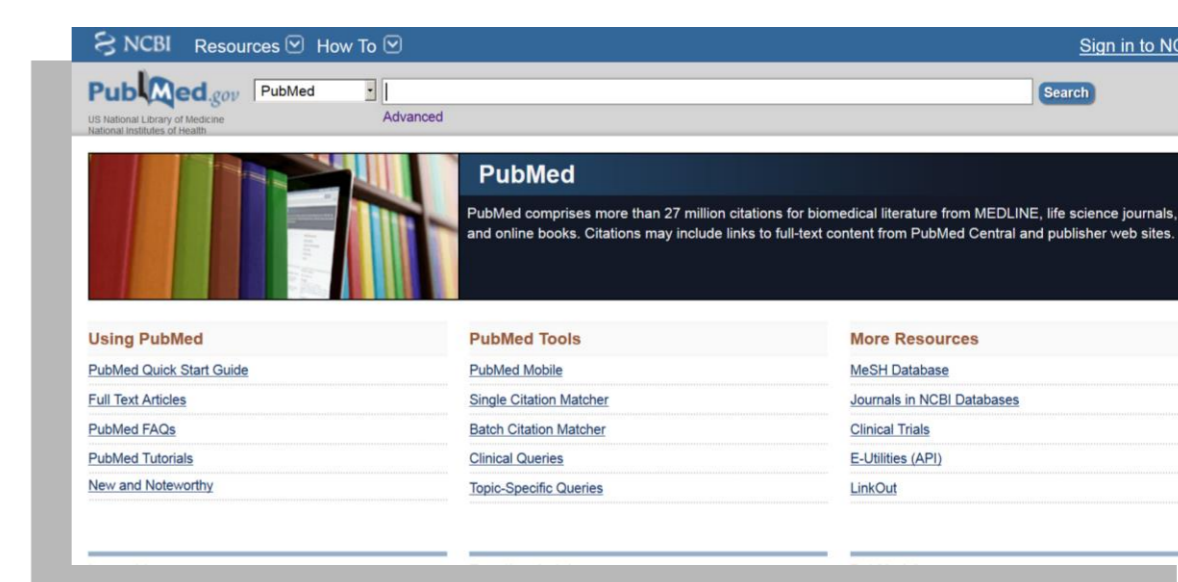 NCBI Resources How To Sign in to NC
PubMed.gov PubMed Search
US National Library of Medicine
National Institutes of Health
Advanced
PubMed
PubMed comprises more than 27 million citations for biomedical literature from MEDLINE, life science journals,
and online books. Citations may include links to full-text content from PubMed Central and publisher web sites.
Using PubMed
PubMed Quick Start Guide
Full Text Articles
PubMed FAQs
PubMed Tutorials
New and Noteworthy
PubMed Tools
PubMed Mobile
Single Citation Matcher
Batch Citation Matcher
Clinical Queries
Topic-Specific Queries
More Resources
MeSH Database
Journals in NCBI Databases
Clinical Trials
E-Utilities (API)
LinkOut